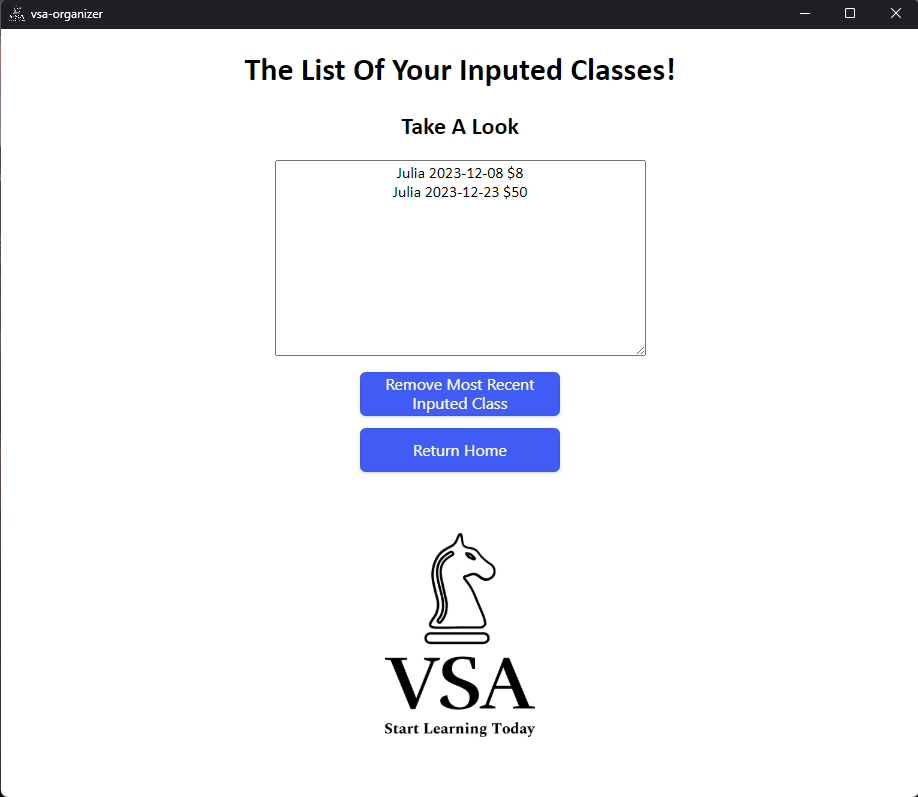 vsa-organizer
The List Of Your Inputed Classes!
Take A Look
Julia 2023-12-08 $8
Julia 2023-12-23 $50
Remove Most Recent
Inputed Class
Return Home
VSA
Start Learning Today